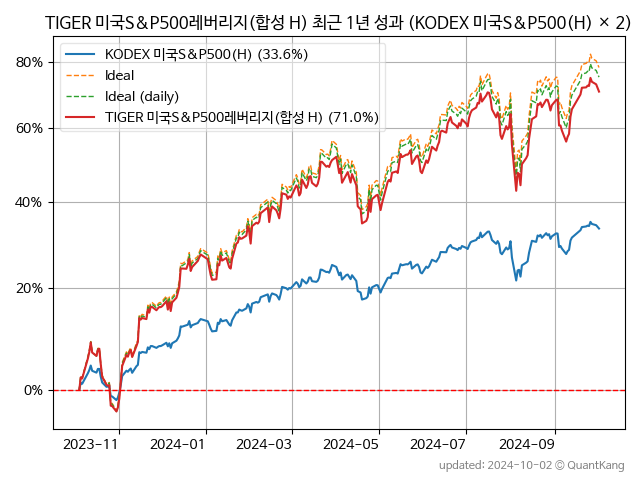 TIGER 미국S&P500레버리지(합성 H) 최근 1년 성과 (KODEX 미국S&P500(H) × 2)
KODEX 미국S&P500(H) (33.6%)
Ideal
Ideal (daily)
TIGER 미국S&P500레버리지(합성 H) (71.0%)
80%
60%
40%
20%
0%
2023-11 2024-01 2024-03 2024-05 2024-07 2024-09
updated: 2024-10-02 © QuantKang